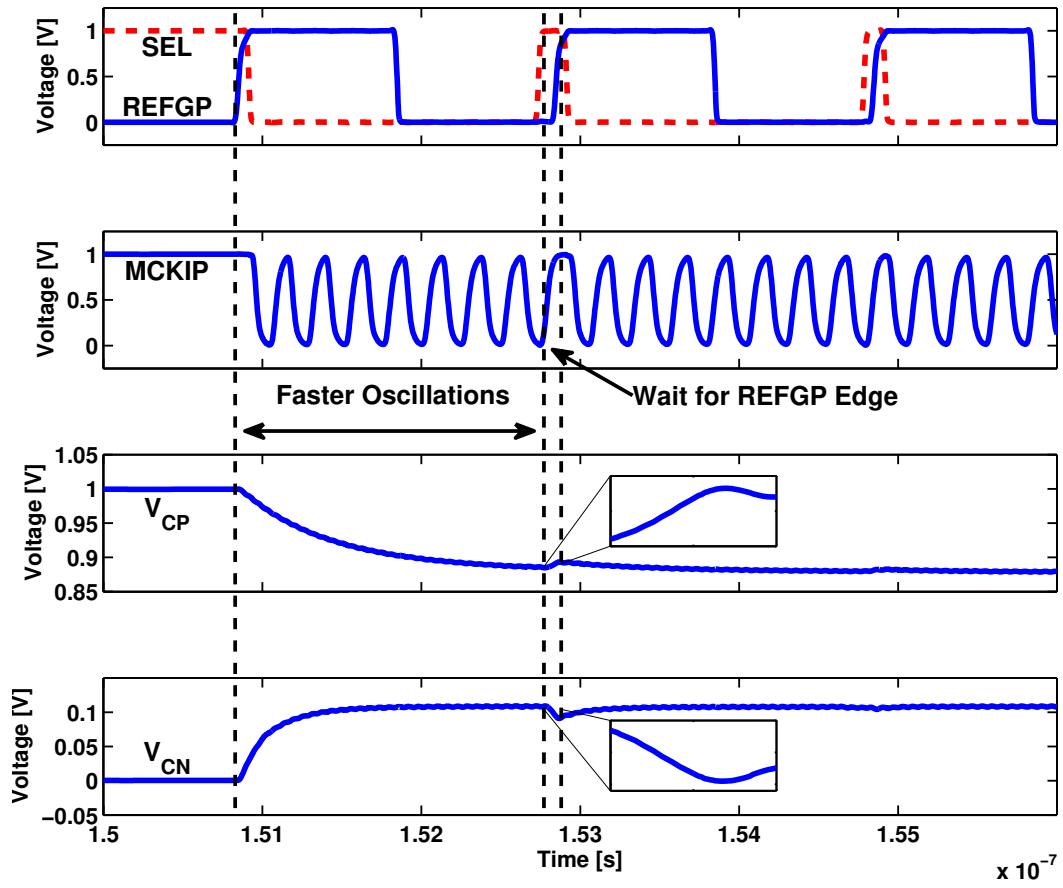 Voltage [V]
1
0.5
0
SEL
REFGP
Voltage [V]
1
0.5
0
MCKIP
Faster Oscillations
Wait for REFGP Edge
Voltage [V]
1.05
1
0.95
0.9
0.85
V_CP
Voltage [V]
0.1
0.05
0
−0.05
V_CN
1.5 1.51 1.52 1.53 1.54 1.55
Time [s]
x 10^-7